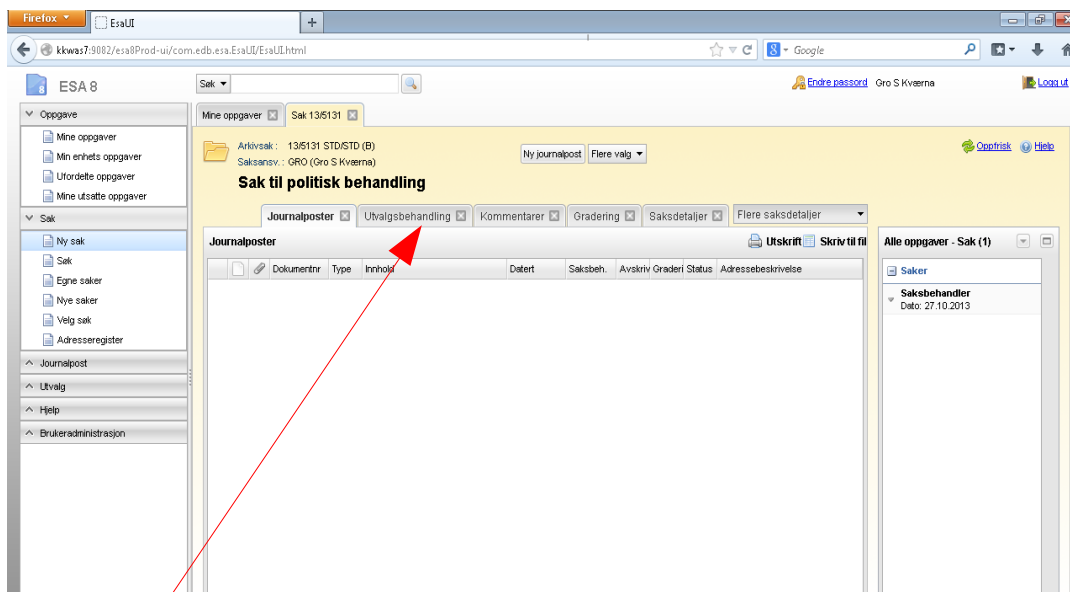 Firefox
EsaUI
+
kkwas7:9082/esa8Prod-ui/com.edb.esa.EsaUI/EsaUI.html
Google
ESA 8
Søk
Endre passord
Gro S Kværna
Logg ut
Oppgave
Mine oppgaver
Min enhets oppgaver
Ufordelte oppgaver
Mine utsatte oppgaver
Sak
Ny sak
Søk
Egne saker
Nye saker
Velg søk
Adresseregister
Journalpost
Utvalg
Hjelp
Brukeradministrasjon
Mine oppgaver
Sak 13/5131
Arkivsak : 13/5131 STD/STD (B)
Saksansv. : GRO (Gro S Kværna)
Ny journalpost
Flere valg
Oppfrisk
Hjelp
Sak til politisk behandling
Journalposter
Utvalgsbehandling
Kommentarer
Gradering
Saksdetaljer
Flere saksdetaljer
Journalposter
Utskrift
Skriv til fil
Dokumentnr Type Innhold Datert Saksbeh. Avskriv Graderi Status Adressebeskrivelse
Alle oppgaver - Sak (1)
Saker
Saksbehandler
Dato: 27.10.2013